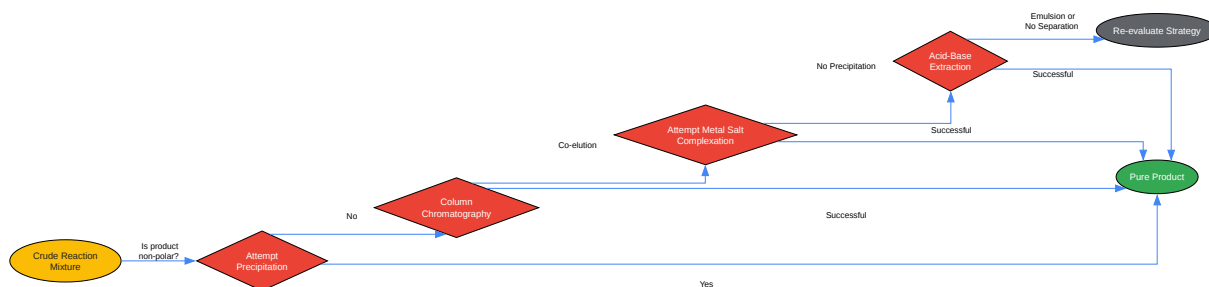 Crude Reaction
Mixture
Is product
non-polar?
Attempt
Precipitation
No
Yes
Column
Chromatography
Co-elution
Successful
Attempt Metal Salt
Complexation
No Precipitation
Successful
Acid-Base
Extraction
Emulsion or
No Separation
Successful
Re-evaluate Strategy
Pure Product